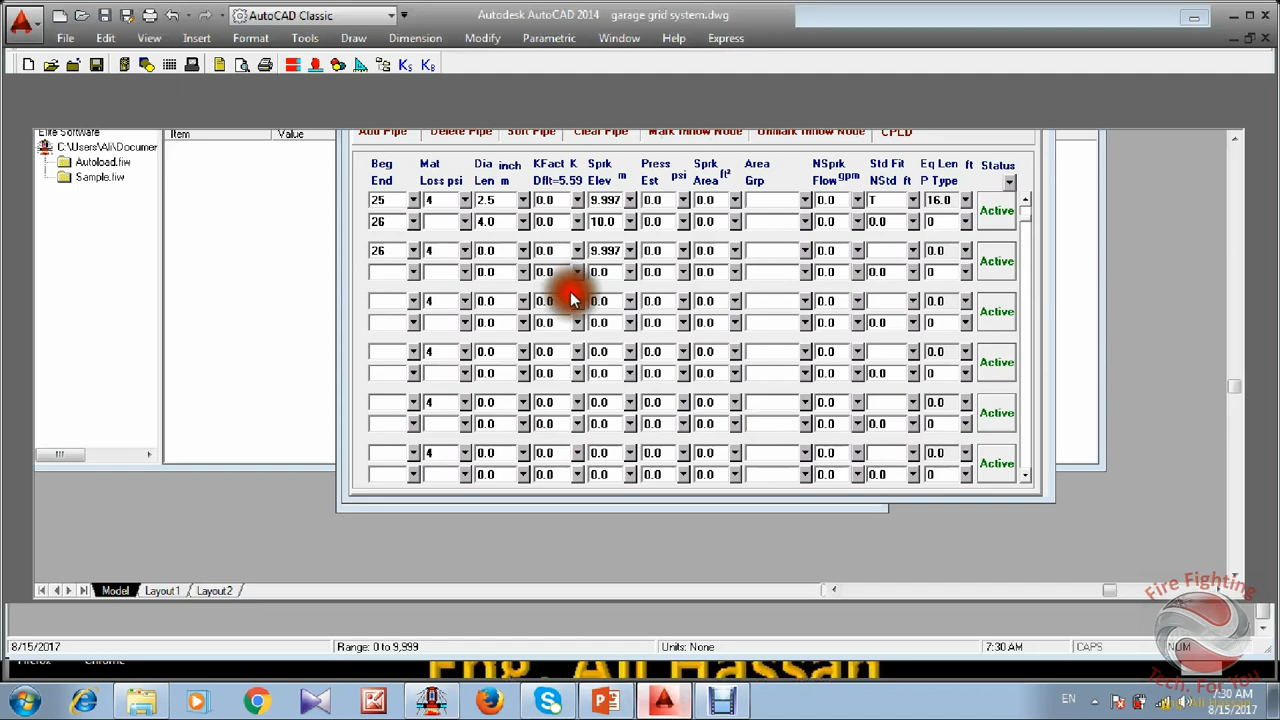 AutoCAD Classic
Autodesk AutoCAD 2014 garage grid system.dwg
File Edit View Insert Format Tools Draw Dimension Modify Parametric Window Help Express
KS KB
Elite Software
C:\Users\Ali\Documer
Autoload.fiw
Sample.fiw
Item Value
Add Pipe Delete Pipe Sort Pipe Clear Pipe Mark Inflow Node Unmark Inflow Node CPLD
Beg Mat Dia inch KFact K Sprk m Press psi Sprk ft² Area NSprk gpm Std Fit Eq Len ft Status
End Loss psi Len m Dflt=5.59 Elev Est Area Grp Flow NStd ft P Type
25 4 2.5 0.0 9.997 0.0 0.0 0.0 T 16.0 Active
26 4.0 0.0 10.0 0.0 0.0 0.0 0.0 0
26 4 0.0 0.0 9.997 0.0 0.0 0.0 0.0 Active
0.0 0.0 0.0 0.0 0.0 0.0 0.0 0
4 0.0 0.0 0.0 0.0 0.0 0.0 0.0 Active
0.0 0.0 0.0 0.0 0.0 0.0 0.0 0
4 0.0 0.0 0.0 0.0 0.0 0.0 0.0 Active
0.0 0.0 0.0 0.0 0.0 0.0 0.0 0
4 0.0 0.0 0.0 0.0 0.0 0.0 0.0 Active
0.0 0.0 0.0 0.0 0.0 0.0 0.0 0
4 0.0 0.0 0.0 0.0 0.0 0.0 0.0 Active
0.0 0.0 0.0 0.0 0.0 0.0 0.0 0
Model Layout1 Layout2
8/15/2017 Range: 0 to 9,999 Units: None 7:30 AM CAPS NUM
Firefox Chrome
Eng. Ali Hassan
Fire Fighting
Tech. For You
EN
7:30 AM
8/15/2017